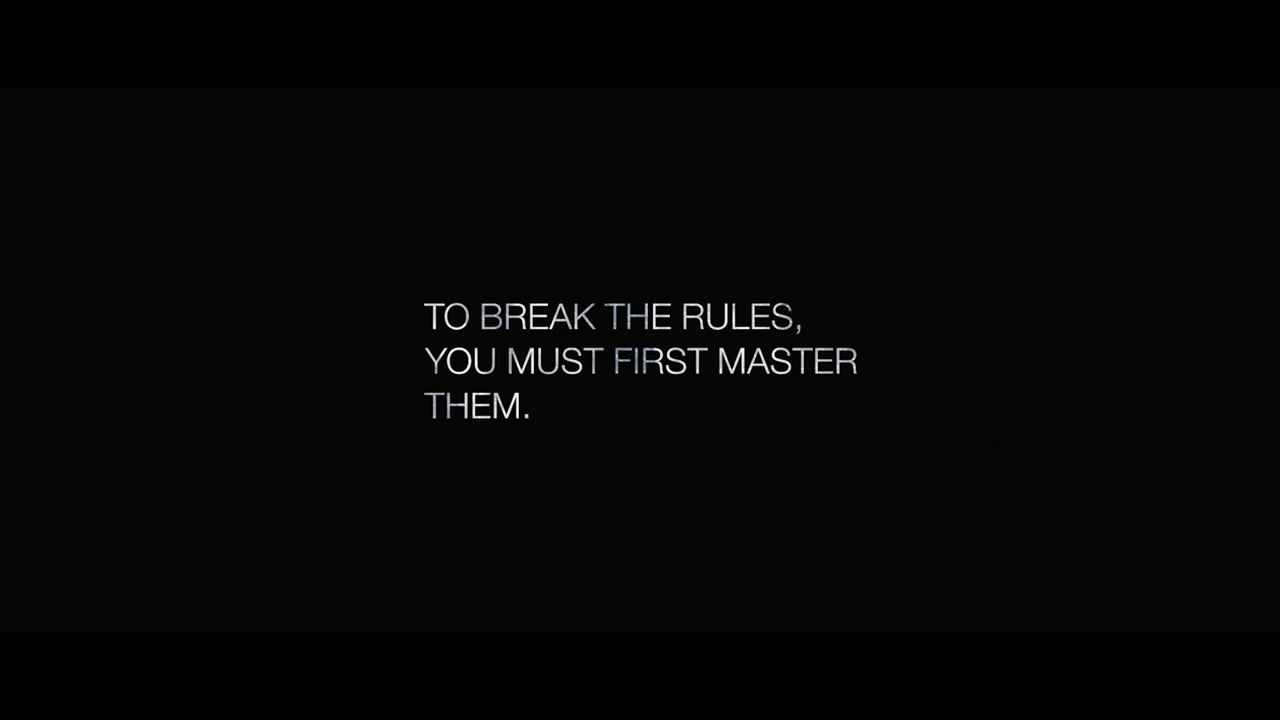 TO BREAK THE RULES,
YOU MUST FIRST MASTER
THEM.